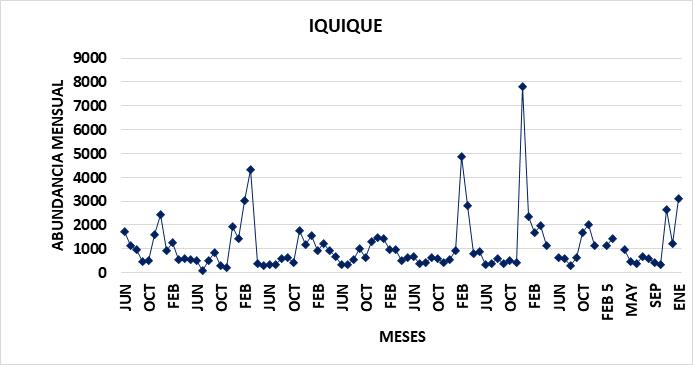 IQUIQUE
9000
8000
7000
6000
5000
4000
3000
2000
1000
0
ABUNDANCIA MENSUAL
JUN
OCT
FEB
JUN
OCT
FEB
JUN
OCT
FEB
JUN
OCT
FEB
JUN
OCT
FEB
JUN
OCT
FEB
JUN
OCT
FEB 5
MAY
SEP
ENE
MESES